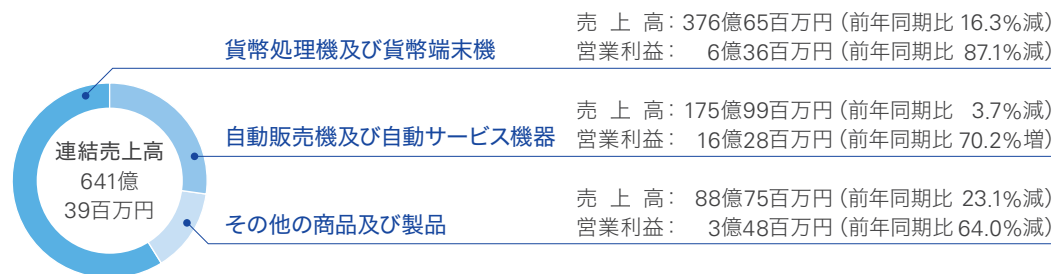 貨幣処理機及び貨幣端末機
売上高：376億65百万円（前年同期比 16.3%減）
営業利益：6億36百万円（前年同期比 87.1%減）
自動販売機及び自動サービス機器
売上高：175億99百万円（前年同期比 3.7%減）
営業利益：16億28百万円（前年同期比 70.2%増）
連結売上高
641億
39百万円
その他の商品及び製品
売上高：88億75百万円（前年同期比 23.1%減）
営業利益：3億48百万円（前年同期比 64.0%減）